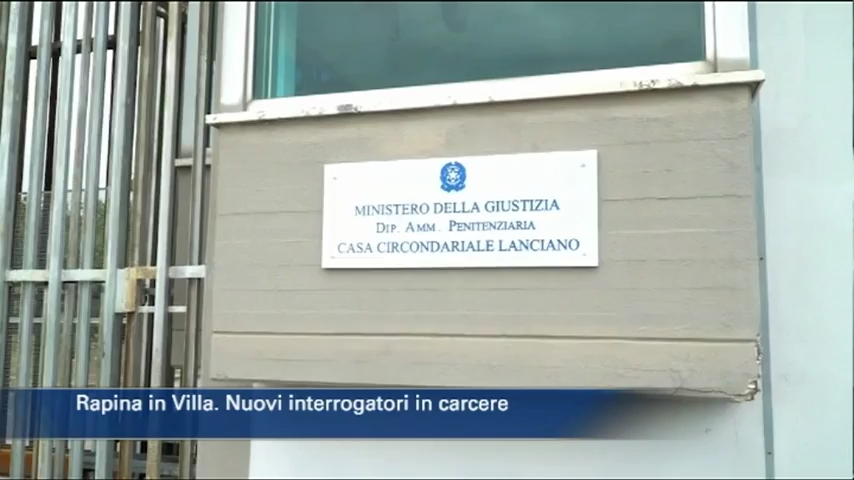 MINISTERO DELLA GIUSTIZIA
DIP. AMM. PENITENZIARIA
CASA CIRCONDARIALE LANCIANO
Rapina in Villa. Nuovi interrogatori in carcere